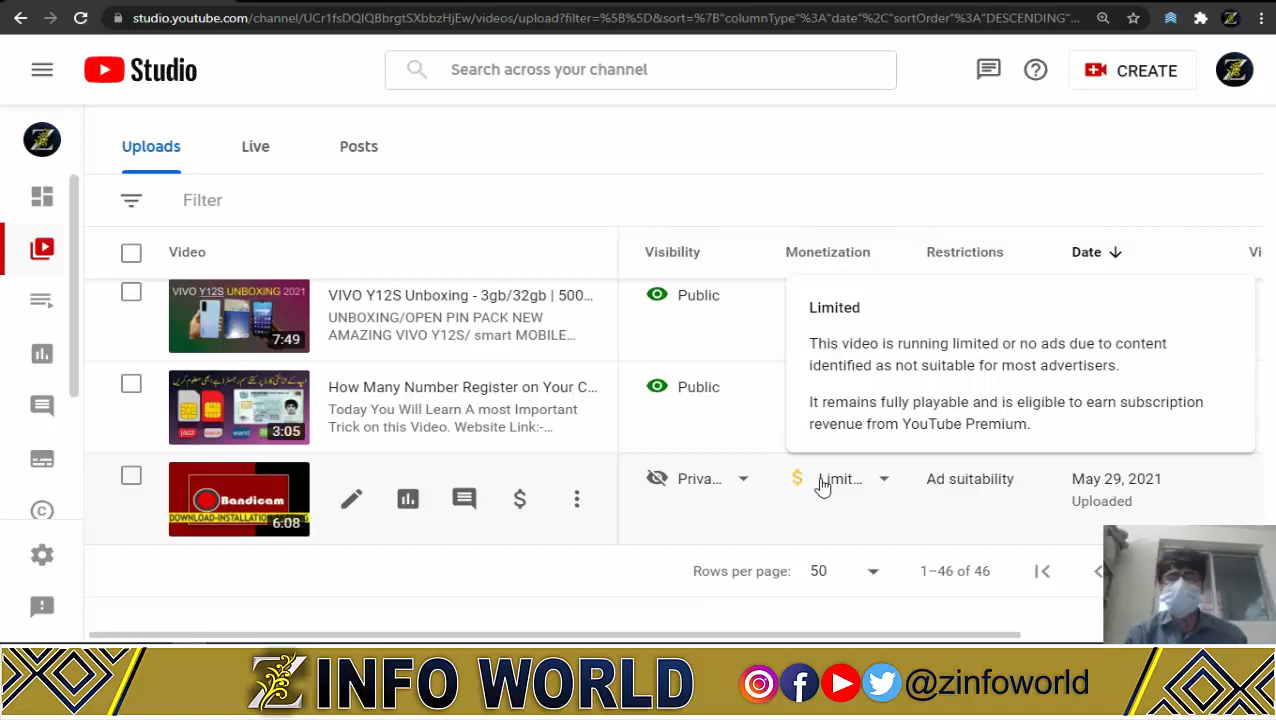 studio.youtube.com/channel/UCr1fsDQIQBbrgtSXbbzHjEw/videos/upload?filter=%5B%5D&sort=%7B"columnType"%3A"date"%2C"sortOrder"%3A"DESCENDING"...
Studio
Search across your channel
CREATE
Uploads
Live
Posts
Filter
Video
Visibility
Monetization
Restrictions
Date
Vi
VIVO Y12S UNBOXING 2021
7:49
VIVO Y12S Unboxing - 3gb/32gb | 500...
UNBOXING/OPEN PIN PACK NEW
AMAZING VIVO Y12S/ smart MOBILE
Public
Limited
This video is running limited or no ads due to content
identified as not suitable for most advertisers.
It remains fully playable and is eligible to earn subscription
revenue from YouTube Premium.
3:05
How Many Number Register on Your C...
Today You Will Learn A most Important
Trick on this Video. Website Link:-
Public
Bandicam
DOWNLOAD-INSTALLATION
6:08
Priva...
Limit...
Ad suitability
May 29, 2021
Uploaded
Rows per page:
50
1–46 of 46
Z INFO WORLD
@zinfoworld